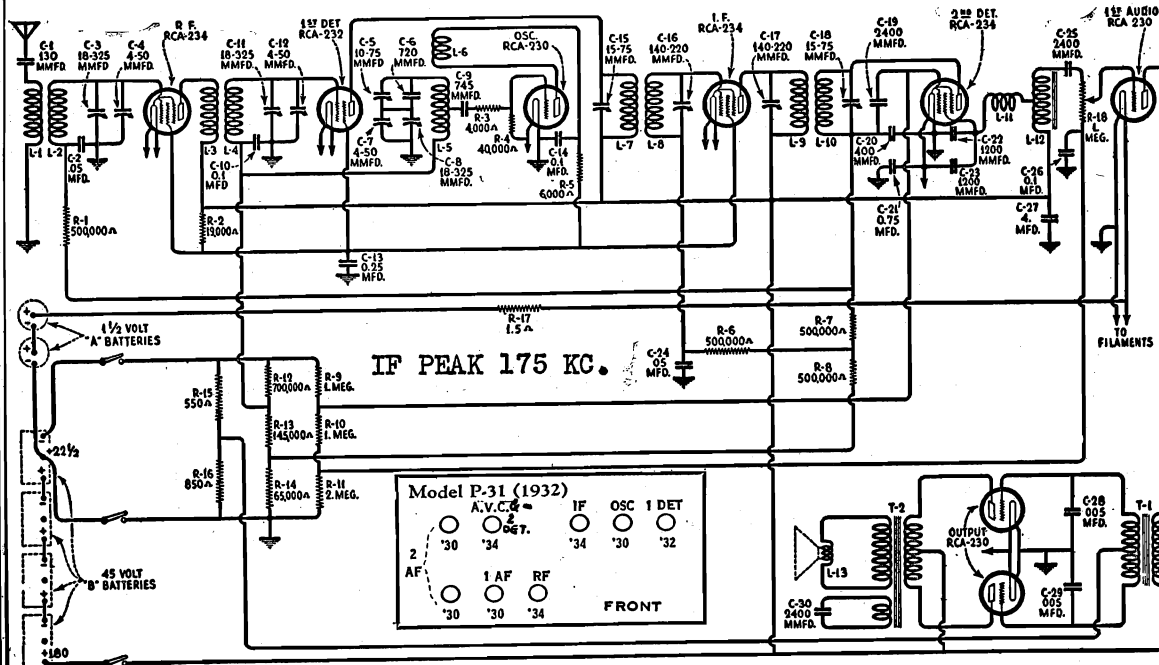 R.F.
RCA-234
1ST DET
RCA-232
C-5
10-75
MMFD.
C-6
720
MMFD.
L-6
OSC.
RCA-230
C-15
15-75
MMFD.
C-16
140-220
MMFD.
I.F.
RCA-234
C-17
140-220
MMFD.
C-18
15-75
MMFD.
C-19
2400
MMFD.
2ND DET.
RCA-234
C-25
2400
MMFD.
1ST AUDIO
RCA 230
C-1
130
MMFD
C-3
18-325
MMFD
C-4
4-50
MMFD.
C-11
18-325
MMFD
C-12
4-50
MMFD.
C-9
745
MMFD
R-3
4,000Ω
R-4
40,000Ω
L-11
R-18
1.
MEG.
L-1
L-2
C-2
.05
MFD.
L-3
L-4
C-10
0.1
MFD
C-7
4-50
MMFD.
L-5
C-8
18-325
MMFD.
C-14
0.1
MFD.
L-7
L-8
L-9
L-10
C-20
400
MMFD.
C-22
1200
MMFD.
L-12
R-5
6,000Ω
C-23
1200
MMFD.
C-26
0.1
MFD.
R-1
500,000Ω
R-2
19,000Ω
C-21
0.75
MFD.
C-27
4.
MFD.
C-13
0.25
MFD.
1½ VOLT
"A" BATTERIES
R-17
1.5Ω
R-7
500,000Ω
TO
FILAMENTS
IF PEAK 175 KC.
C-24
.05
MFD.
R-6
500,000Ω
R-8
500,000Ω
R-15
550Ω
R-12
700,000Ω
R-9
1.MEG.
R-13
145,000Ω
R-10
1. MEG.
+22½
R-16
850Ω
R-14
65,000Ω
R-11
2.MEG.
45 VOLT
"B" BATTERIES
+180
Model P-31 (1932)
A.V.C. &
2
DET.
IF
OSC
1 DET
'30
'34
'34
'30
'32
2
AF
1 AF
RF
'30
'30
'34
FRONT
T-2
OUTPUT
RCA-230
C-28
.005
MFD.
T-1
L-13
C-29
.005
MFD.
C-30
2400
MMFD.